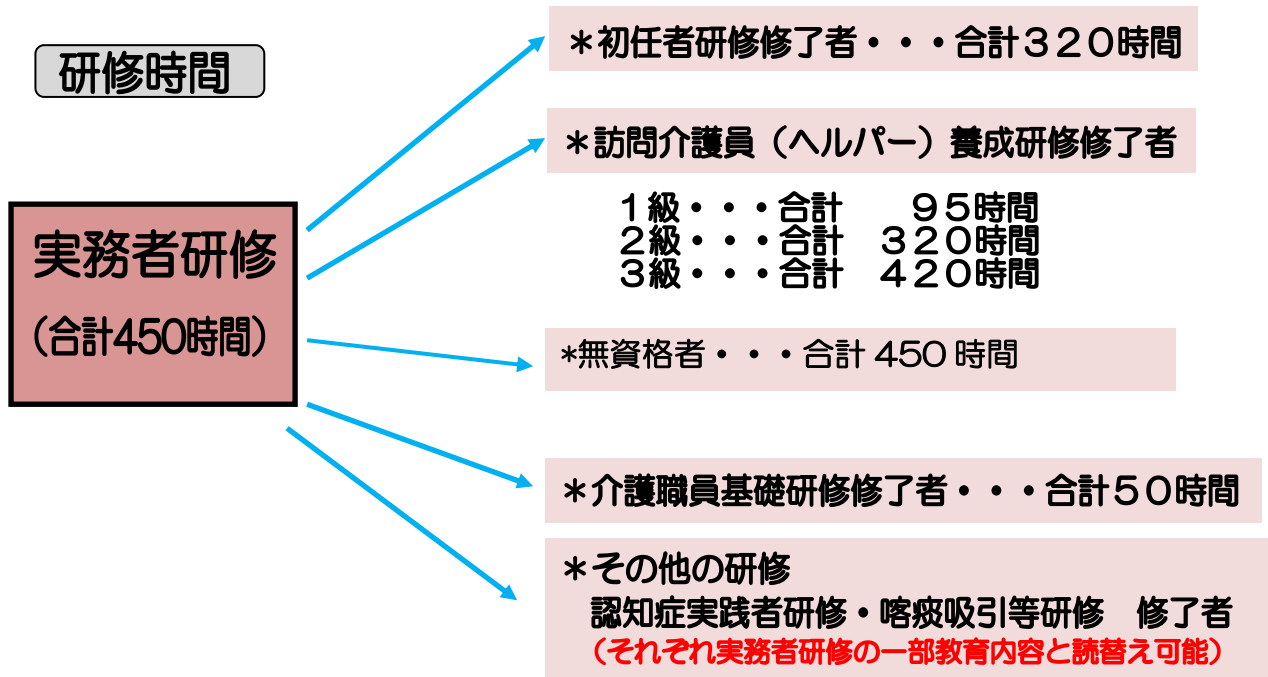 研修時間
実務者研修
（合計450時間）
＊初任者研修修了者・・・合計３２０時間
＊訪問介護員（ヘルパー）養成研修修了者
１級・・・合計　　９５時間
２級・・・合計　３２０時間
３級・・・合計　４２０時間
*無資格者・・・合計 450 時間
＊介護職員基礎研修修了者・・・合計５０時間
＊その他の研修
認知症実践者研修・喀痰吸引等研修　修了者
（それぞれ実務者研修の一部教育内容と読替え可能）